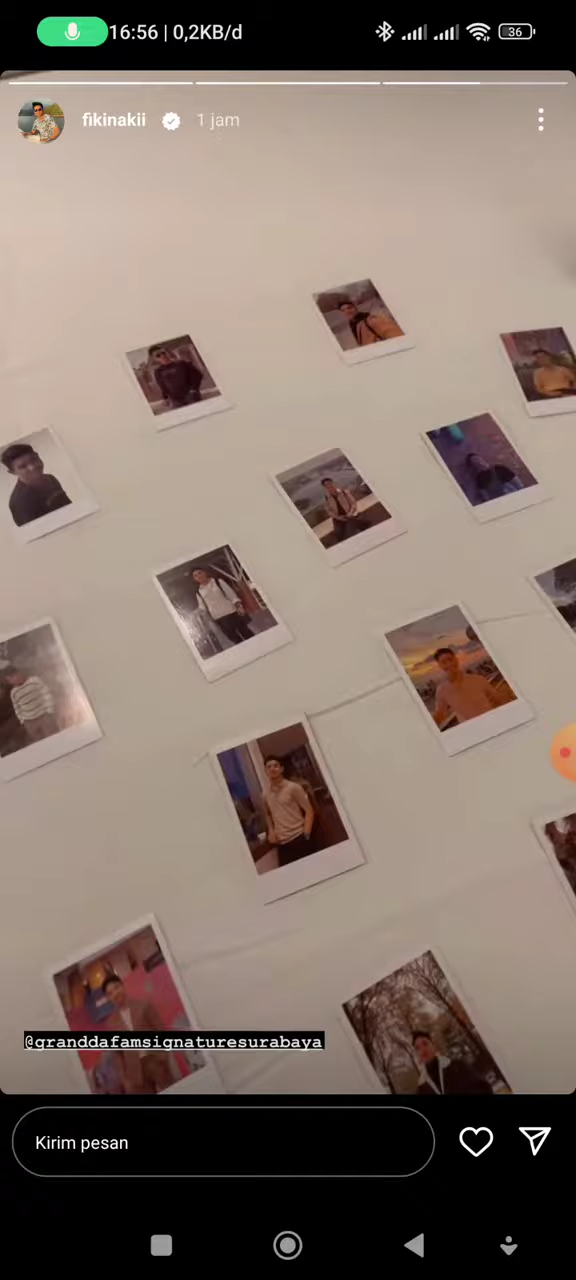 16:56 | 0,2KB/d
36
fikinakii
1 jam
@granddafamsignaturesurabaya
Kirim pesan